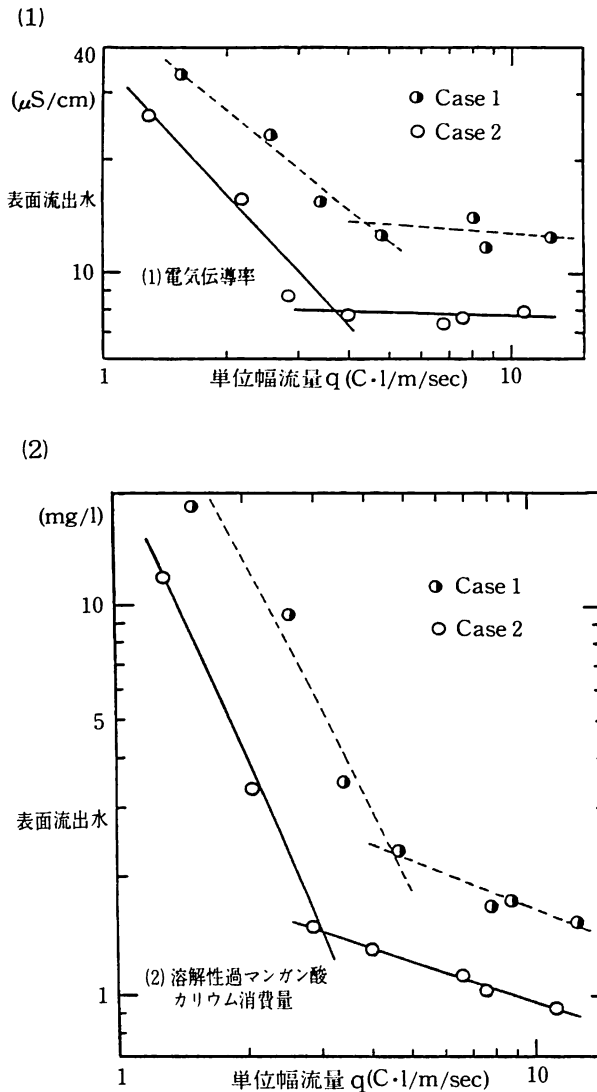 (1)
40
(μS/cm)
Case 1
Case 2
表面流出水
10
(1) 電気伝導率
1
10
単位幅流量 q (C・l/m/sec)
(2)
(mg/l)
10
Case 1
Case 2
5
表面流出水
(2) 溶解性過マンガン酸
カリウム消費量
1
1
10
単位幅流量 q(C・l/m/sec)